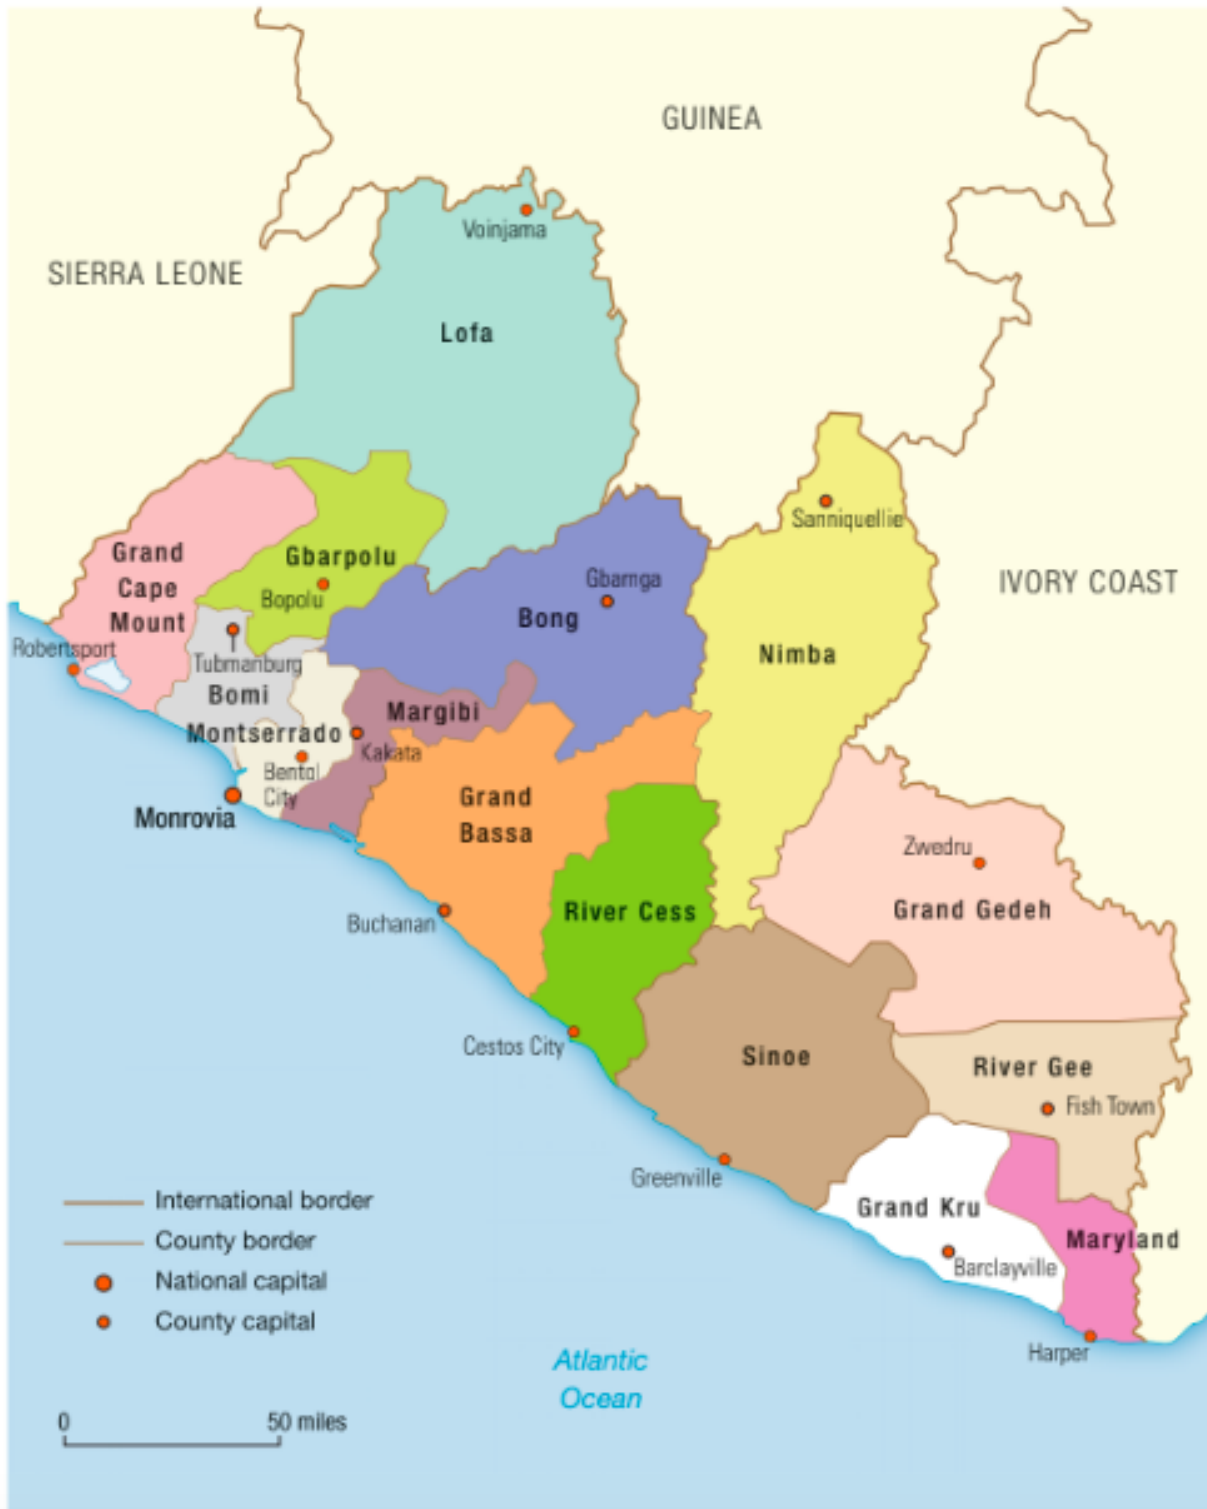 GUINEA
Voinjama
SIERRA LEONE
Lofa
Sanniquellie
Grand
Cape
Mount
Gbarpolu
Bopolu
Gbarnga
Bong
IVORY COAST
Robertsport
Tubmanburg
Bomi
Nimba
Margibi
Montserrado
Kakata
Bentol
City
Monrovia
Grand
Bassa
Zwedru
Grand Gedeh
River Cess
Buchanan
Cestos City
Sinoe
River Gee
Fish Town
Greenville
Grand Kru
Barclayville
Maryland
Harper
International border
County border
National capital
County capital
Atlantic
Ocean
0 50 miles